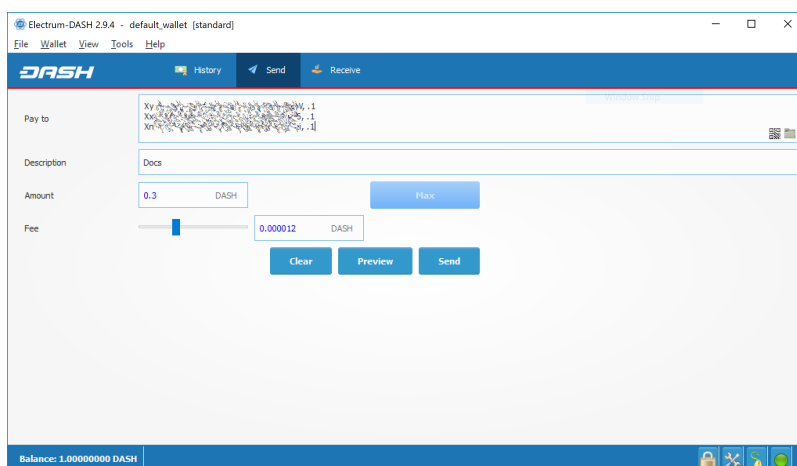 Electrum-DASH 2.9.4 - default_wallet [standard]
File Wallet View Tools Help
DASH History Send Receive
Pay to
Xy W, .1
Xx S, .1
Xn , .1
Description Docs
Amount 0.3 DASH Max
Fee 0.000012 DASH
Clear Preview Send
Balance: 1.00000000 DASH